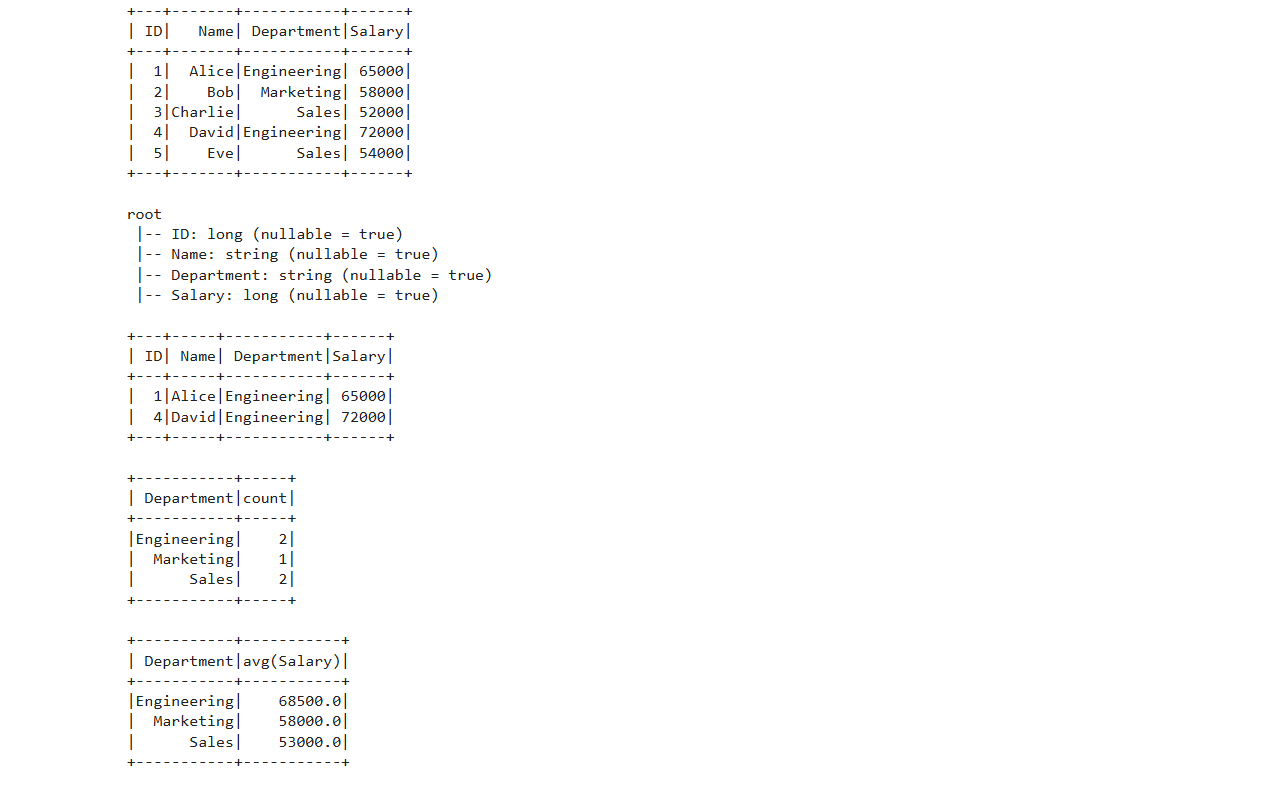 +---+-------+-----------+------+
| ID|   Name| Department|Salary|
+---+-------+-----------+------+
|  1|  Alice|Engineering| 65000|
|  2|    Bob|  Marketing| 58000|
|  3|Charlie|      Sales| 52000|
|  4|  David|Engineering| 72000|
|  5|    Eve|      Sales| 54000|
+---+-------+-----------+------+

root
 |-- ID: long (nullable = true)
 |-- Name: string (nullable = true)
 |-- Department: string (nullable = true)
 |-- Salary: long (nullable = true)

+---+-----+-----------+------+
| ID| Name| Department|Salary|
+---+-----+-----------+------+
|  1|Alice|Engineering| 65000|
|  4|David|Engineering| 72000|
+---+-----+-----------+------+

+-----------+-----+
| Department|count|
+-----------+-----+
|Engineering|    2|
|  Marketing|    1|
|      Sales|    2|
+-----------+-----+

+-----------+-----------+
| Department|avg(Salary)|
+-----------+-----------+
|Engineering|    68500.0|
|  Marketing|    58000.0|
|      Sales|    53000.0|
+-----------+-----------+